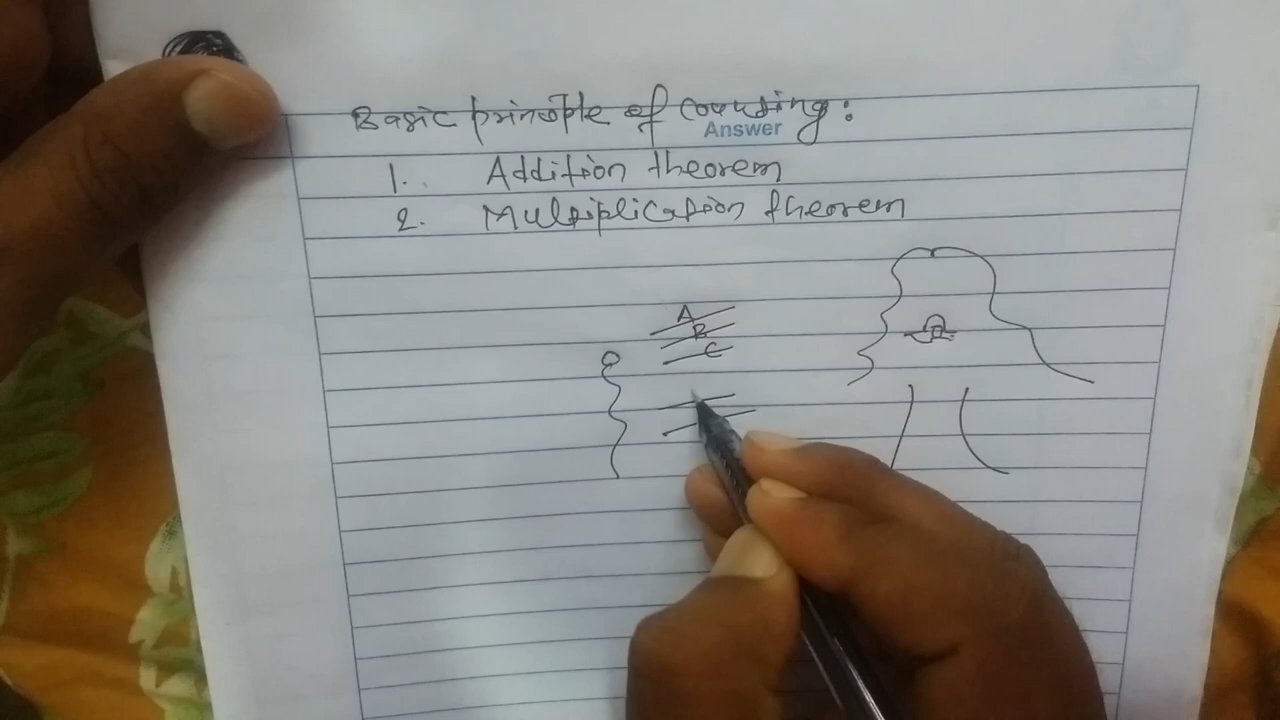 Basic principle of counting:
Answer
1. Addition theorem
2. Multiplication theorem
A
B
C